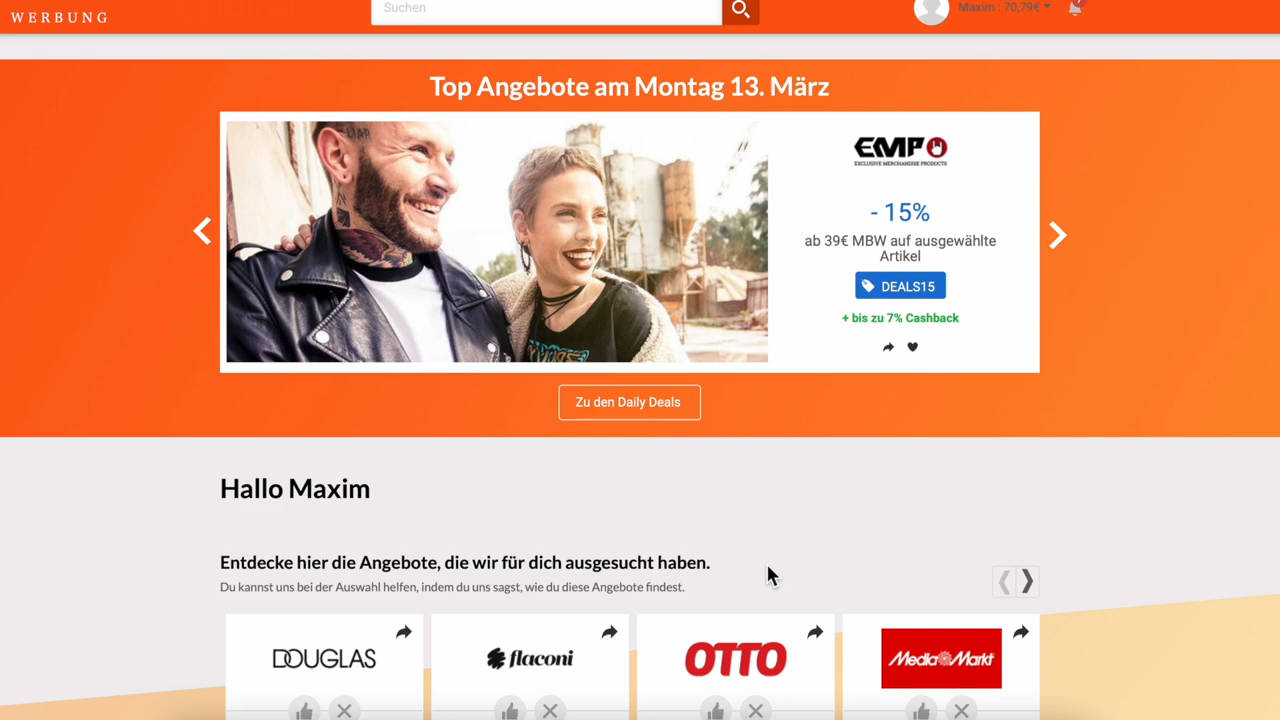 WERBUNG
Suchen
Maxim : 70,79€
Top Angebote am Montag 13. März
EMP
EXCLUSIVE MERCHANDISE PRODUCTS
- 15%
ab 39€ MBW auf ausgewählte
Artikel
DEALS15
+ bis zu 7% Cashback
Zu den Daily Deals
Hallo Maxim
Entdecke hier die Angebote, die wir für dich ausgesucht haben.
Du kannst uns bei der Auswahl helfen, indem du uns sagst, wie du diese Angebote findest.
DOUGLAS
flaconi
OTTO
Media Markt